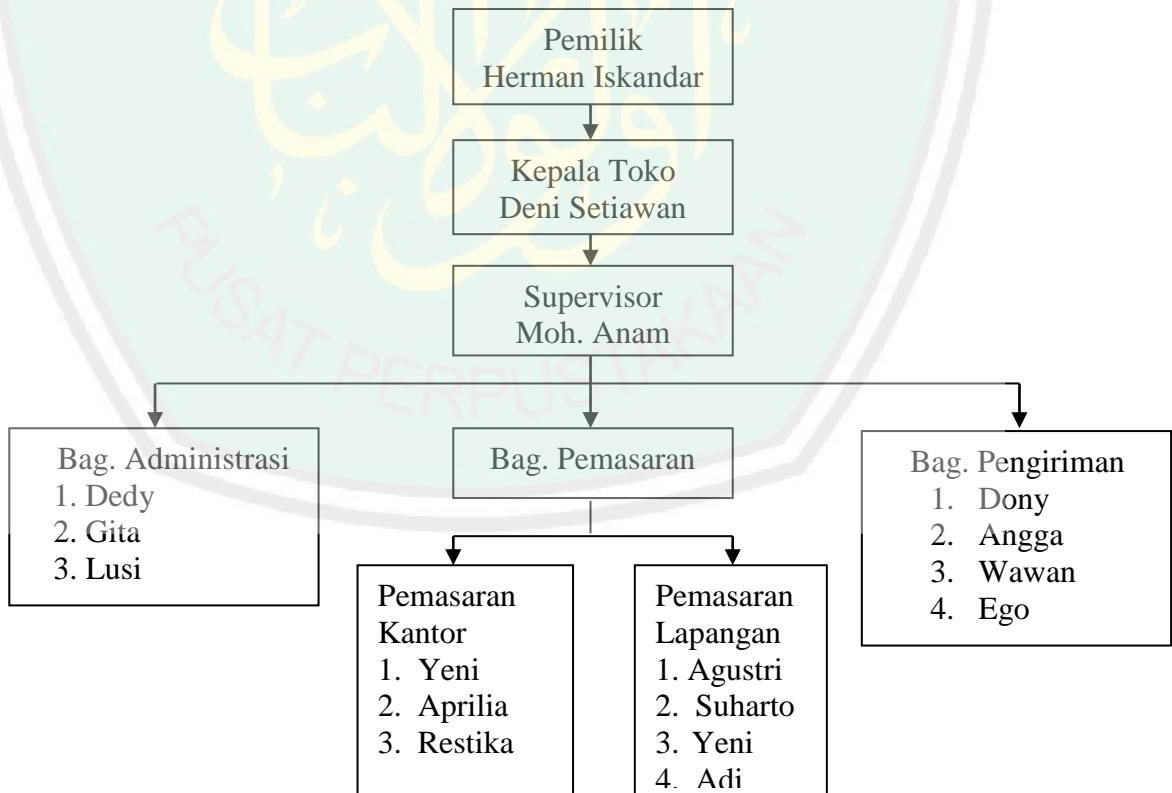 Pemilik
Herman Iskandar
Kepala Toko
Deni Setiawan
Supervisor
Moh. Anam
Bag. Administrasi
1. Dedy
2. Gita
3. Lusi
Bag. Pemasaran
Bag. Pengiriman
1. Dony
2. Angga
3. Wawan
4. Ego
Pemasaran
Kantor
1. Yeni
2. Aprilia
3. Restika
Pemasaran
Lapangan
1. Agustri
2. Suharto
3. Yeni
4. Adi
PUSAT PERPUSTAKAAN